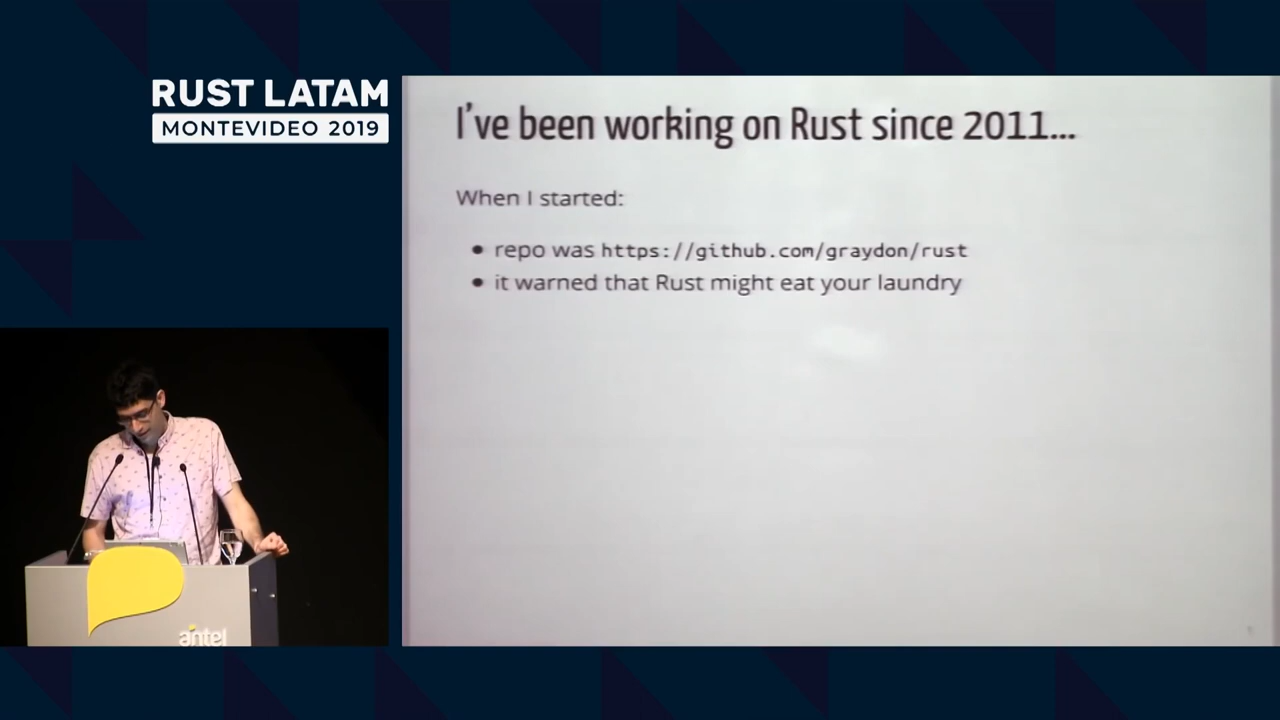 RUST LATAM
MONTEVIDEO 2019
I've been working on Rust since 2011...
When I started:
• repo was https://github.com/graydon/rust
• it warned that Rust might eat your laundry
antel